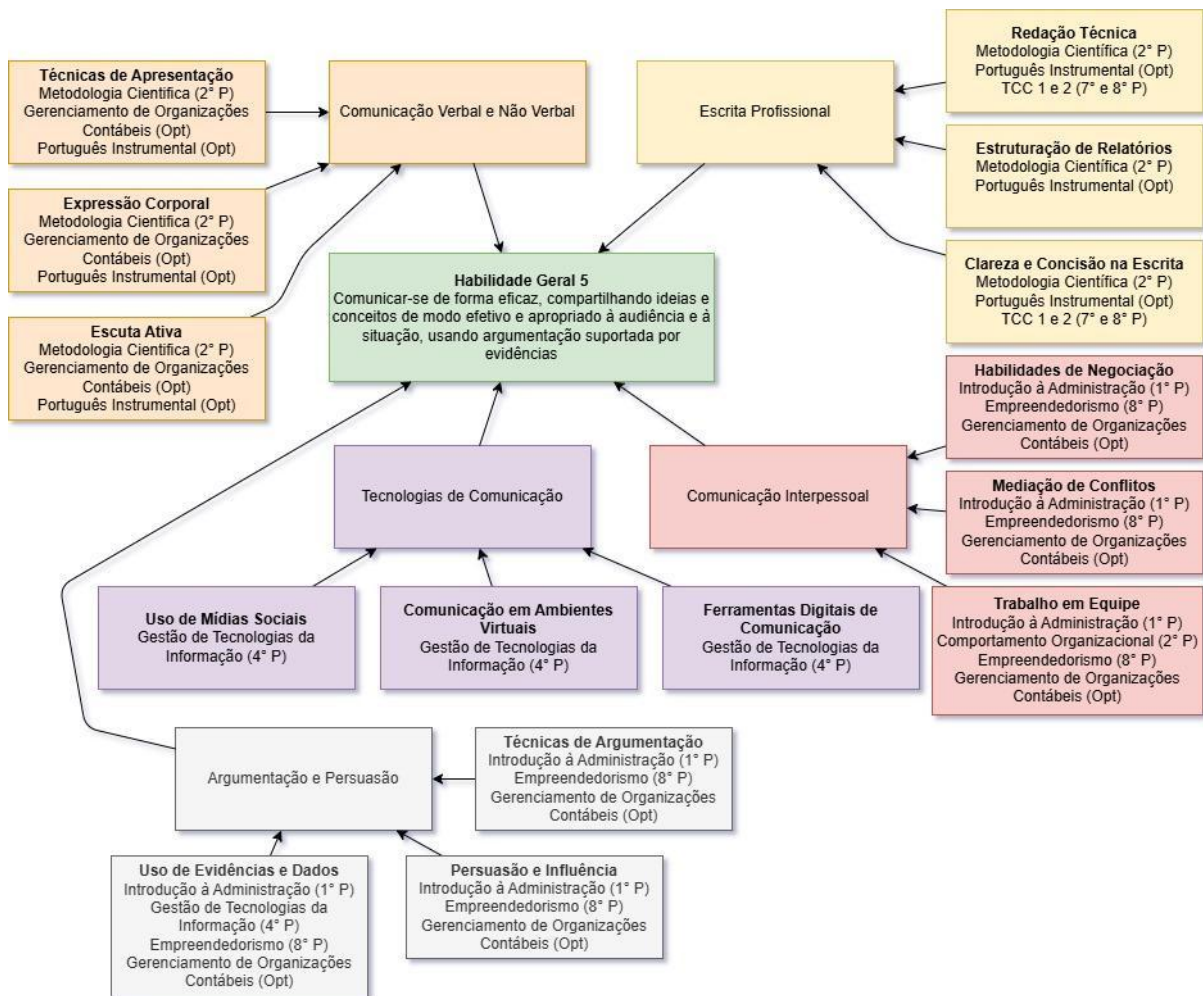 Técnicas de Apresentação
Metodologia Cientifica (2° P)
Gerenciamento de Organizações
Contábeis (Opt)
Português Instrumental (Opt)
Comunicação Verbal e Não Verbal
Escrita Profissional
Redação Técnica
Metodologia Científica (2° P)
Português Instrumental (Opt)
TCC 1 e 2 (7° e 8° P)
Expressão Corporal
Metodologia Cientifica (2° P)
Gerenciamento de Organizações
Contábeis (Opt)
Português Instrumental (Opt)
Estruturação de Relatórios
Metodologia Científica (2° P)
Português Instrumental (Opt)
Escuta Ativa
Metodologia Cientifica (2° P)
Gerenciamento de Organizações
Contábeis (Opt)
Português Instrumental (Opt)
Habilidade Geral 5
Comunicar-se de forma eficaz, compartilhando ideias e
conceitos de modo efetivo e apropriado à audiência e à
situação, usando argumentação suportada por
evidências
Clareza e Concisão na Escrita
Metodologia Científica (2° P)
Português Instrumental (Opt)
TCC 1 e 2 (7° e 8° P)
Habilidades de Negociação
Introdução à Administração (1° P)
Empreendedorismo (8° P)
Gerenciamento de Organizações
Contábeis (Opt)
Tecnologias de Comunicação
Comunicação Interpessoal
Mediação de Conflitos
Introdução à Administração (1° P)
Empreendedorismo (8° P)
Gerenciamento de Organizações
Contábeis (Opt)
Uso de Mídias Sociais
Gestão de Tecnologias da
Informação (4° P)
Comunicação em Ambientes
Virtuais
Gestão de Tecnologias da
Informação (4° P)
Ferramentas Digitais de
Comunicação
Gestão de Tecnologias da
Informação (4° P)
Trabalho em Equipe
Introdução à Administração (1° P)
Comportamento Organizacional (2° P)
Empreendedorismo (8° P)
Gerenciamento de Organizações
Contábeis (Opt)
Argumentação e Persuasão
Técnicas de Argumentação
Introdução à Administração (1° P)
Empreendedorismo (8° P)
Gerenciamento de Organizações
Contábeis (Opt)
Uso de Evidências e Dados
Introdução à Administração (1° P)
Gestão de Tecnologias da
Informação (4° P)
Empreendedorismo (8° P)
Gerenciamento de Organizações
Contábeis (Opt)
Persuasão e Influência
Introdução à Administração (1° P)
Empreendedorismo (8° P)
Gerenciamento de Organizações
Contábeis (Opt)